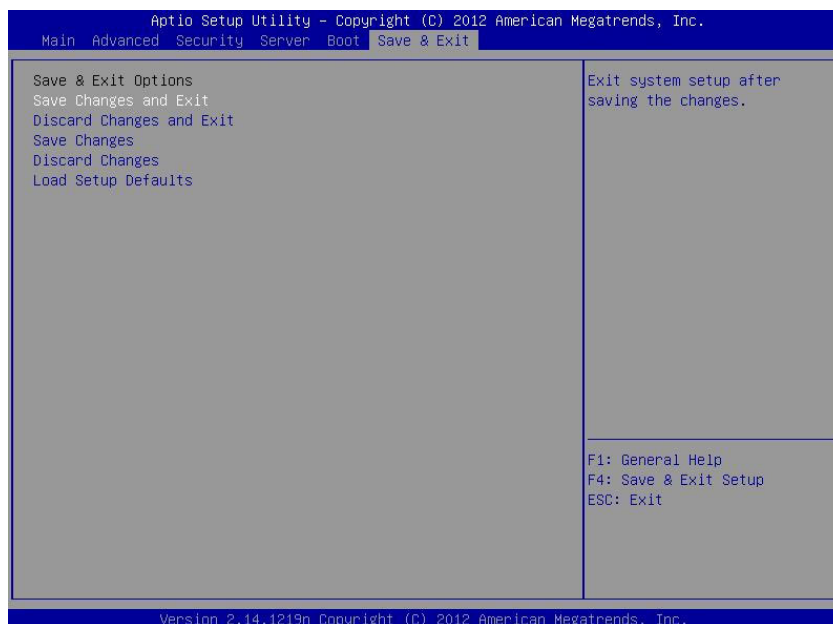 Aptio Setup Utility – Copyright (C) 2012 American Megatrends, Inc.
Main Advanced Security Server Boot Save & Exit
Save & Exit Options
Save Changes and Exit
Discard Changes and Exit
Save Changes
Discard Changes
Load Setup Defaults
Exit system setup after
saving the changes.
F1: General Help
F4: Save & Exit Setup
ESC: Exit
Version 2.14.1219n Copyright (C) 2012 American Megatrends, Inc.